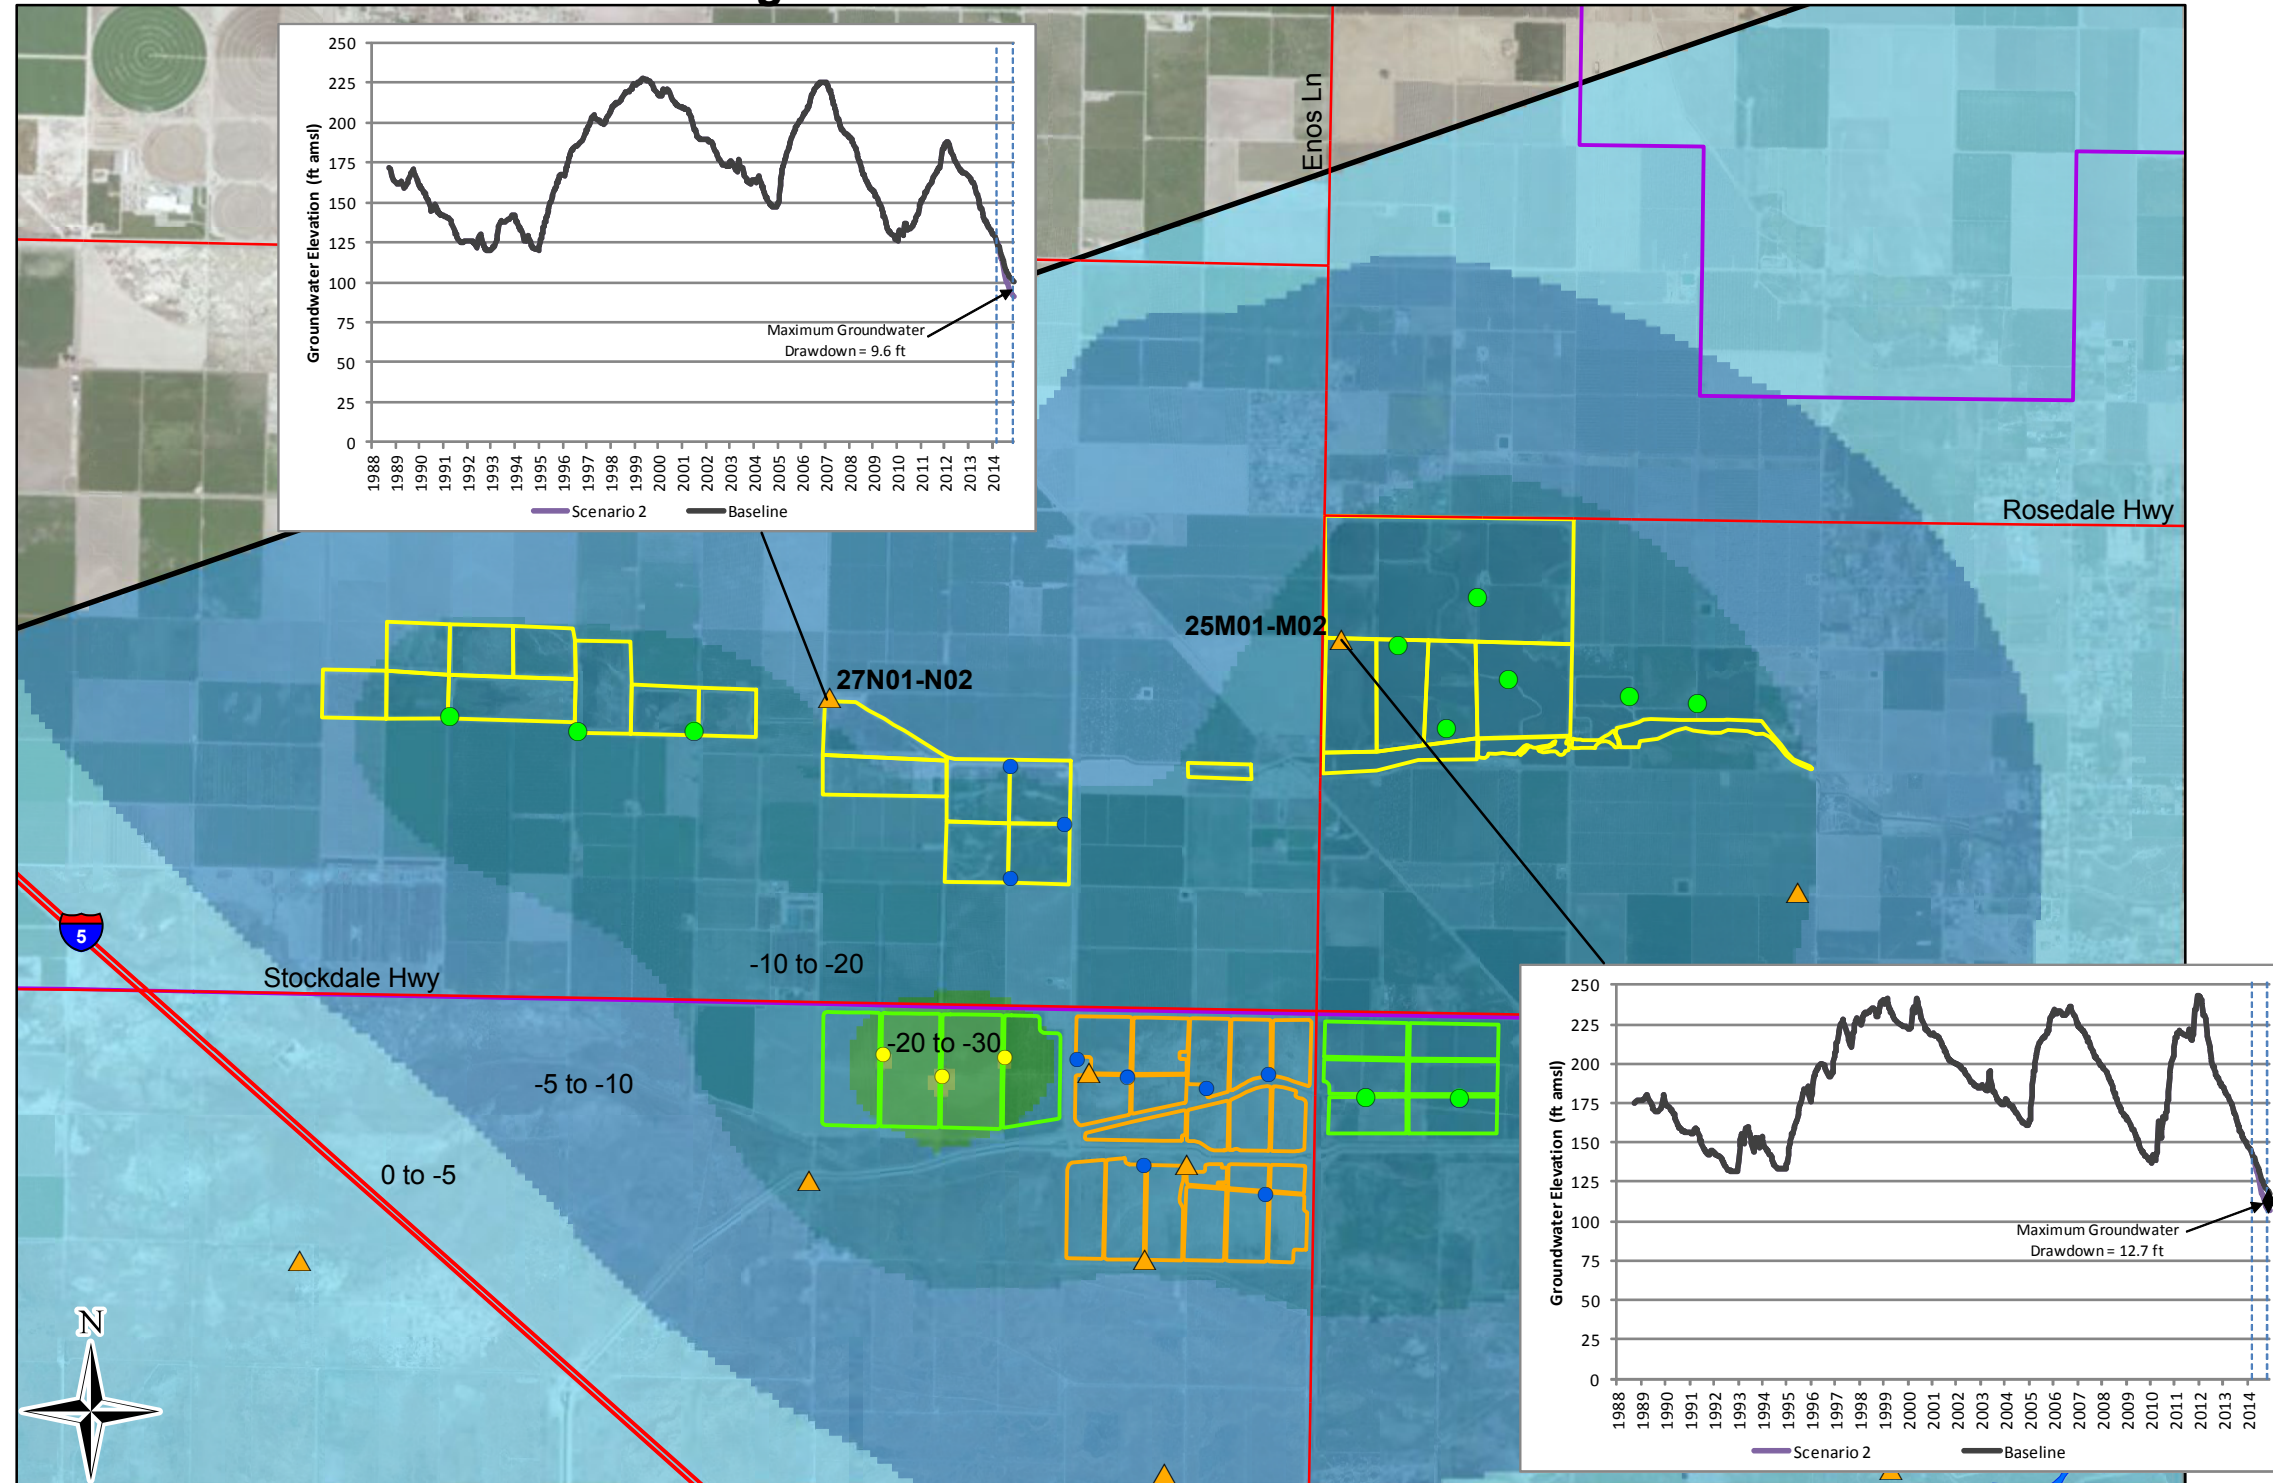 g
250
225
200
175
150
125
100
75
50
25
0
Groundwater Elevation (ft amsl)
Maximum Groundwater
Drawdown = 9.6 ft
1988 1989 1990 1991 1992 1993 1994 1995 1996 1997 1998 1999 2000 2001 2002 2003 2004 2005 2006 2007 2008 2009 2010 2011 2012 2013 2014
Scenario 2 Baseline
Enos Ln
Rosedale Hwy
25M01-M02
27N01-N02
5
Stockdale Hwy
-10 to -20
-20 to -30
-5 to -10
0 to -5
N
250
225
200
175
150
125
100
75
50
25
0
Groundwater Elevation (ft amsl)
Maximum Groundwater
Drawdown = 12.7 ft
1988 1989 1990 1991 1992 1993 1994 1995 1996 1997 1998 1999 2000 2001 2002 2003 2004 2005 2006 2007 2008 2009 2010 2011 2012 2013 2014
Scenario 2 Baseline